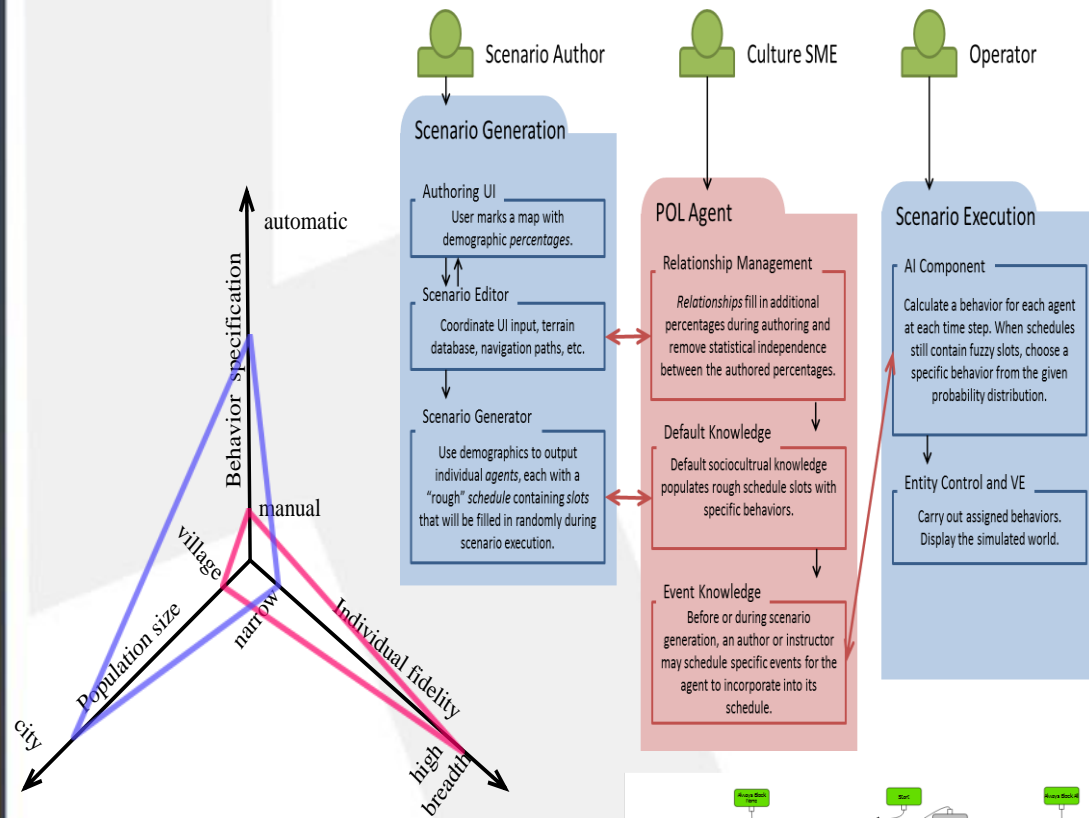 Scenario Author
Culture SME
Operator
Scenario Generation
Authoring UI
User marks a map with
demographic percentages.
Scenario Editor
Coordinate UI input, terrain
database, navigation paths, etc.
Scenario Generator
Use demographics to output
individual agents, each with a
“rough” schedule containing slots
that will be filled in randomly during
scenario execution.
POL Agent
Relationship Management
Relationships fill in additional
percentages during authoring and
remove statistical independence
between the authored percentages.
Default Knowledge
Default sociocultrual knowledge
populates rough schedule slots with
specific behaviors.
Event Knowledge
Before or during scenario
generation, an author or instructor
may schedule specific events for the
agent to incorporate into its
schedule.
Scenario Execution
AI Component
Calculate a behavior for each agent
at each time step. When schedules
still contain fuzzy slots, choose a
specific behavior from the given
probability distribution.
Entity Control and VE
Carry out assigned behaviors.
Display the simulated world.
automatic
Behavior specification
manual
village
Population size
city
narrow
Individual fidelity
high
breadth
Always Block
Start
Always Block All